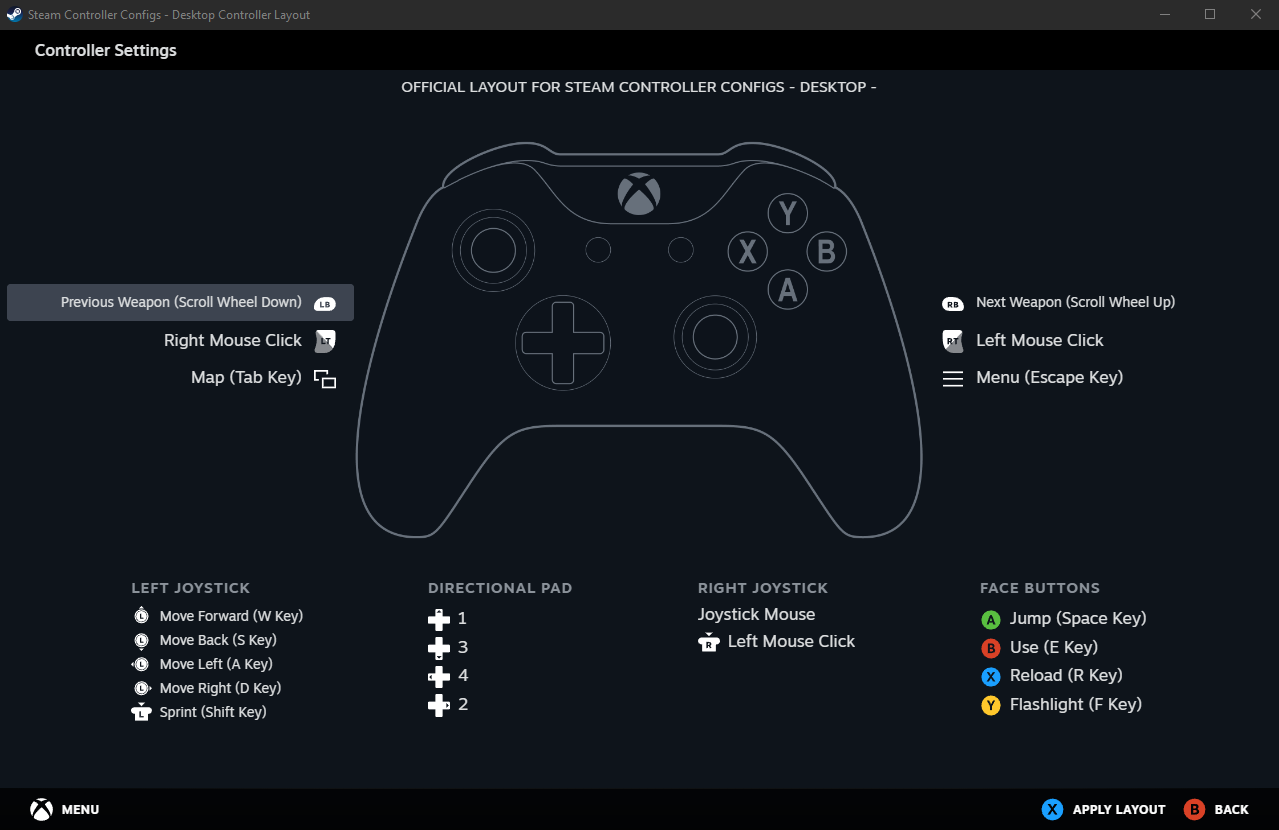 Steam Controller Configs - Desktop Controller Layout
Controller Settings
OFFICIAL LAYOUT FOR STEAM CONTROLLER CONFIGS - DESKTOP -
Y
X B
A
Previous Weapon (Scroll Wheel Down) LB
Right Mouse Click LT
Map (Tab Key)
RB Next Weapon (Scroll Wheel Up)
RT Left Mouse Click
Menu (Escape Key)
LEFT JOYSTICK
L Move Forward (W Key)
L Move Back (S Key)
L Move Left (A Key)
L Move Right (D Key)
L Sprint (Shift Key)
DIRECTIONAL PAD
1
3
4
2
RIGHT JOYSTICK
Joystick Mouse
R Left Mouse Click
FACE BUTTONS
A Jump (Space Key)
B Use (E Key)
X Reload (R Key)
Y Flashlight (F Key)
MENU
X APPLY LAYOUT B BACK